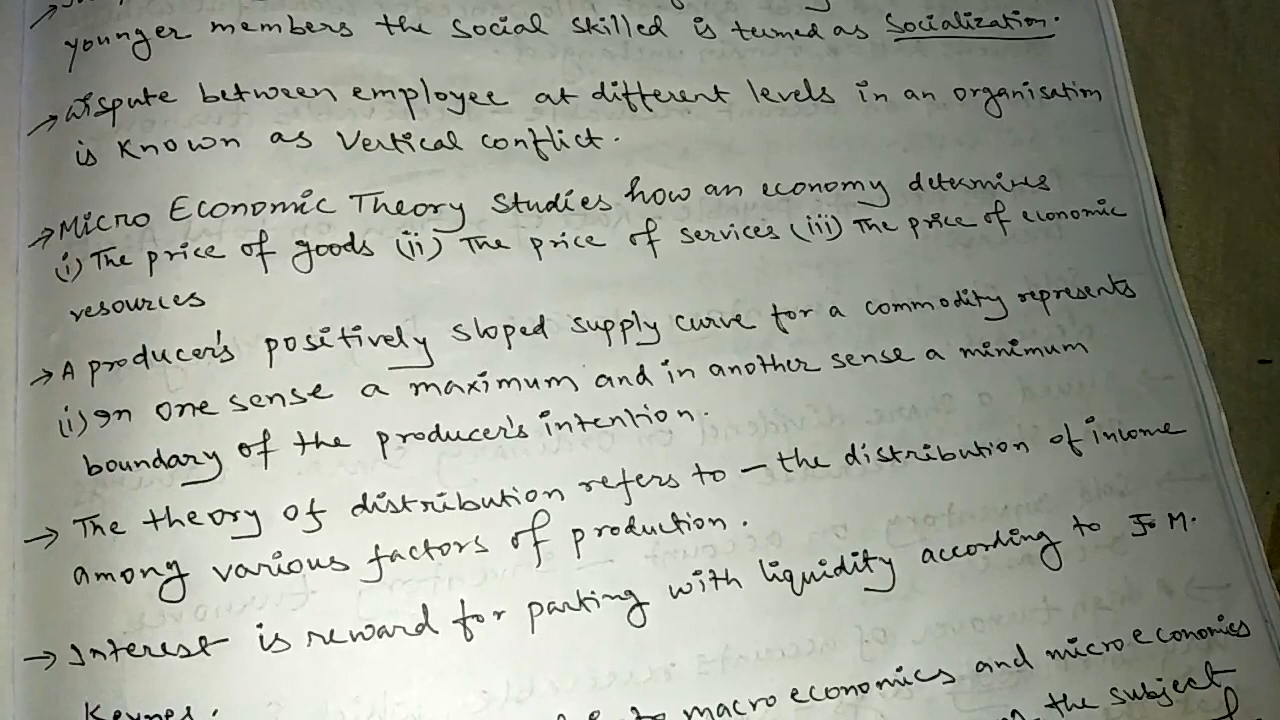 younger members the social skilled is termed as Socialization.
→ Dispute between employee at different levels in an organisation
is known as Vertical conflict.
→ Micro Economic Theory studies how an economy determines
(i) The price of goods (ii) The price of services (iii) The price of economic
resources
→ A producer's positively sloped supply curve for a commodity represents
(i) In one sense a maximum and in another sense a minimum
boundary of the producer's intention.
→ The theory of distribution refers to – the distribution of income
among various factors of production.
→ Interest is reward for parting with liquidity according to J. M.
Keynes.
to macro economics and micro economics
the subject